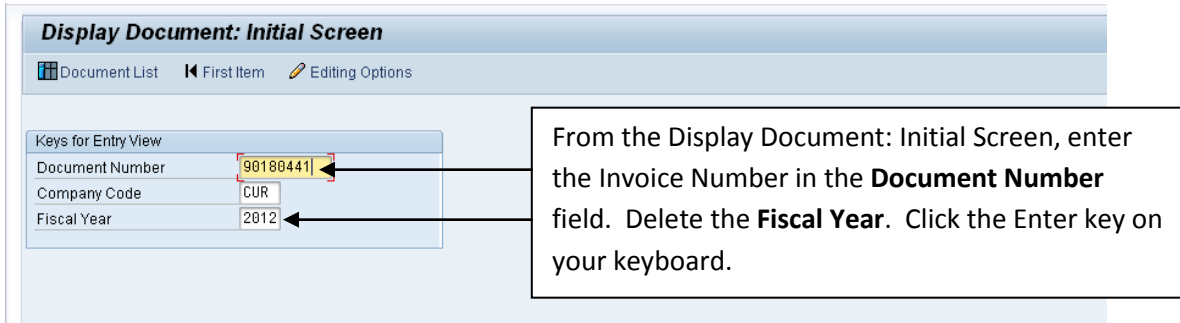 Display Document: Initial Screen
Document List First Item Editing Options
Keys for Entry View
Document Number 90180441
Company Code CUR
Fiscal Year 2012
From the Display Document: Initial Screen, enter
the Invoice Number in the Document Number
field. Delete the Fiscal Year. Click the Enter key on
your keyboard.